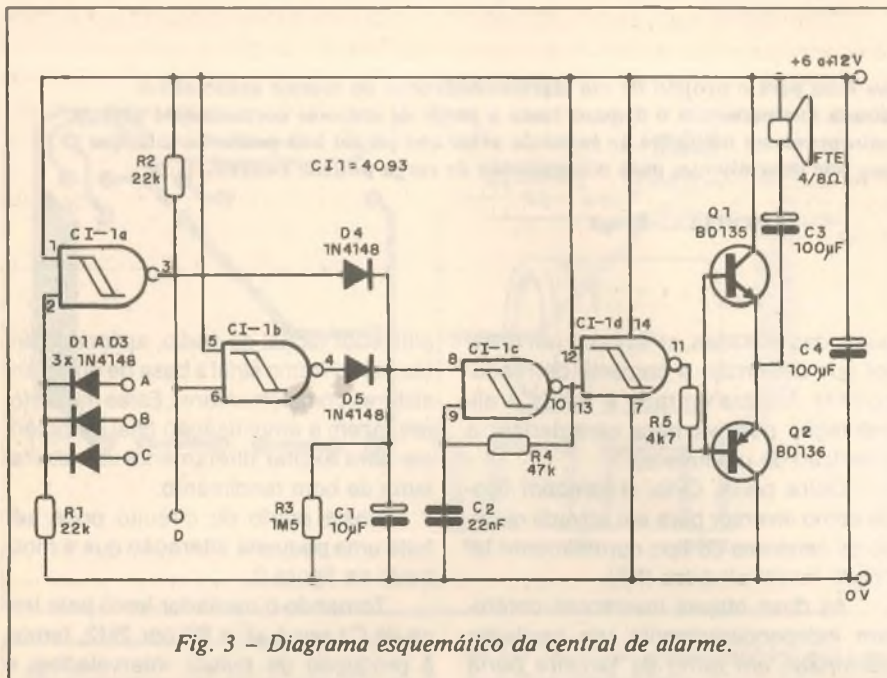 +6 a+12V
R2
22k
CI1=4093
FTE
4/8Ω
CI-1a
1
2
3
D4
1N4148
Q1
BD135
C3
100µF
CI-1d
14
12
13
11
7
CI-1b
5
6
4
CI-1c
8
9
10
D1 A D3
3x1N4148
A
B
C
D5
1N4148
R4
47k
R5
4k7
C4
100µF
Q2
BD136
R1
22k
D
R3
1M5
C1
10µF
C2
22nF
0V
Fig. 3 – Diagrama esquemático da central de alarme.